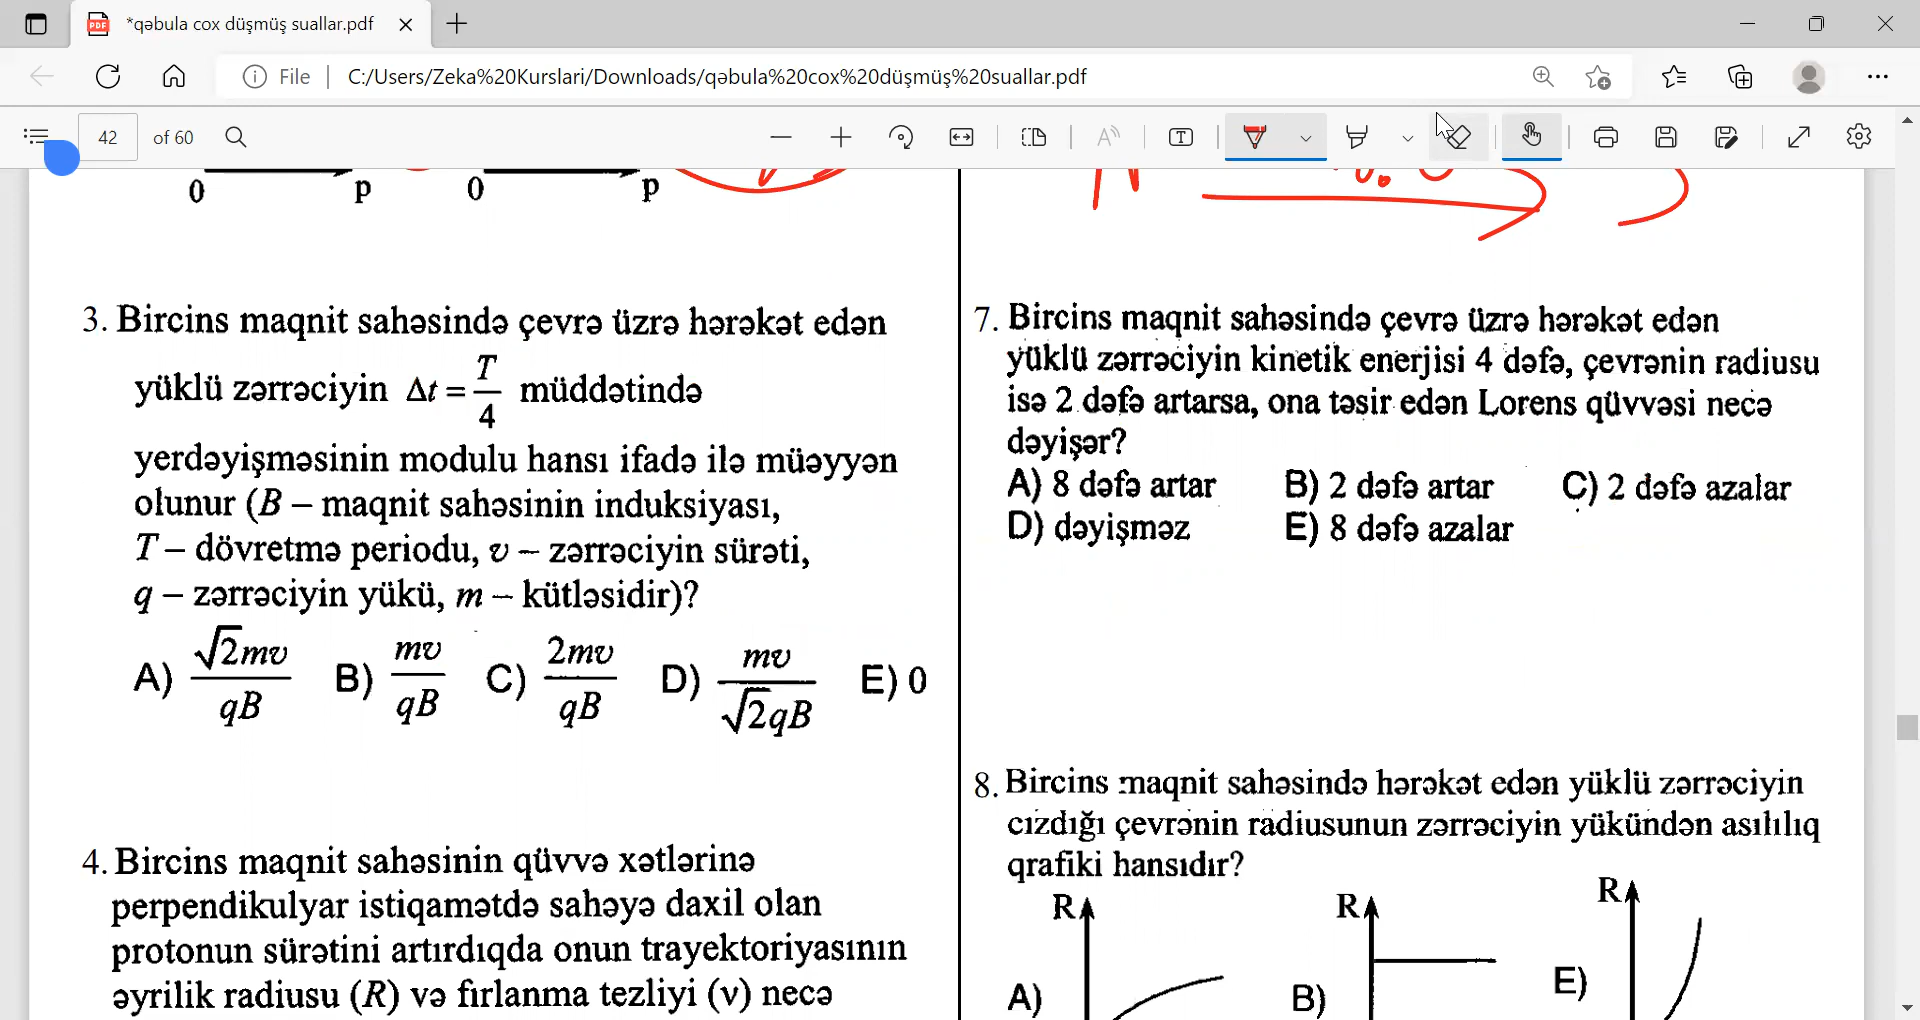 *qəbula cox düşmüş suallar.pdf
File
C:/Users/Zeka%20Kurslari/Downloads/qəbula%20cox%20düşmüş%20suallar.pdf
42 of 60
0 p 0 p
3. Bircins maqnit sahəsində çevrə üzrə hərəkət edən
yüklü zərrəciyin Δt = T/4 müddətində
yerdəyişməsinin modulu hansı ifadə ilə müəyyən
olunur (B – maqnit sahəsinin induksiyası,
T – dövretmə periodu, υ – zərrəciyin sürəti,
q – zərrəciyin yükü, m – kütləsidir)?
A) √2mυ/qB B) mυ/qB C) 2mυ/qB D) mυ/√2qB E) 0
4. Bircins maqnit sahəsinin qüvvə xətlərinə
perpendikulyar istiqamətdə sahəyə daxil olan
protonun sürətini artırdıqda onun trayektoriyasının
əyrilik radiusu (R) və fırlanma tezliyi (ν) necə
7. Bircins maqnit sahəsində çevrə üzrə hərəkət edən
yüklü zərrəciyin kinetik enerjisi 4 dəfə, çevrənin radiusu
isə 2 dəfə artarsa, ona təsir edən Lorens qüvvəsi necə
dəyişər?
A) 8 dəfə artar B) 2 dəfə artar C) 2 dəfə azalar
D) dəyişməz E) 8 dəfə azalar
8. Bircins maqnit sahəsində hərəkət edən yüklü zərrəciyin
cızdığı çevrənin radiusunun zərrəciyin yükündən asılılıq
qrafiki hansıdır?
R R R
A) B) E)